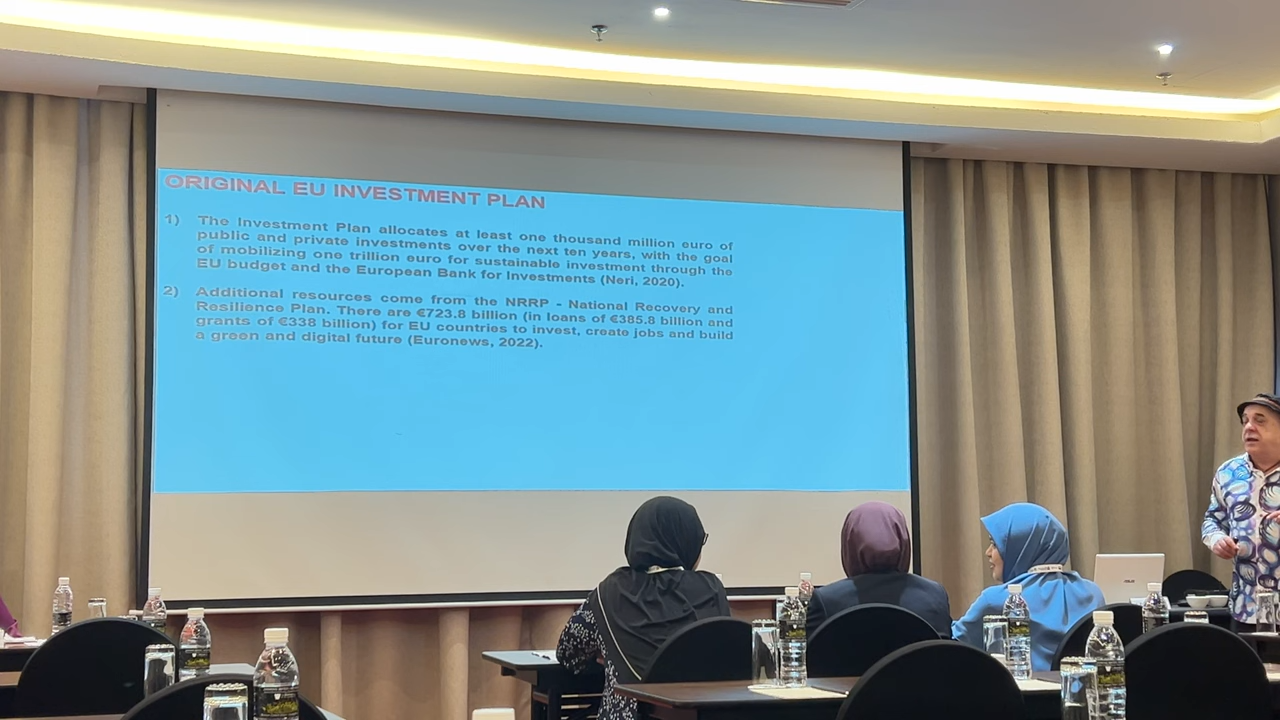 ORIGINAL EU INVESTMENT PLAN
1) The Investment Plan allocates at least one thousand million euro of
public and private investments over the next ten years, with the goal
of mobilizing one trillion euro for sustainable investment through the
EU budget and the European Bank for Investments (Neri, 2020).
2) Additional resources come from the NRRP - National Recovery and
Resilience Plan. There are €723.8 billion (in loans of €385.8 billion and
grants of €338 billion) for EU countries to invest, create jobs and build
a green and digital future (Euronews, 2022).
ASUS